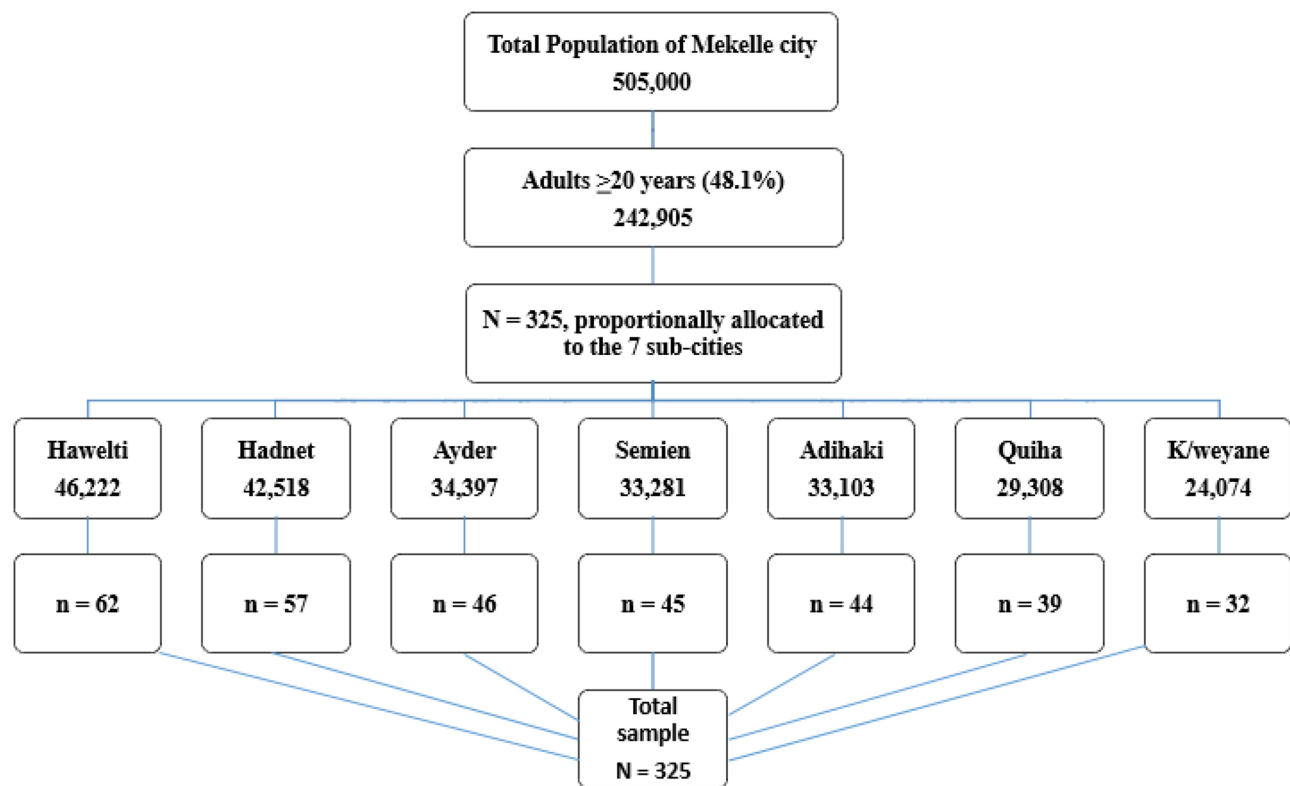 Total Population of Mekelle city
505,000
Adults ≥20 years (48.1%)
242,905
N = 325, proportionally allocated
to the 7 sub-cities
Hawelti
46,222
Hadnet
42,518
Ayder
34,397
Semien
33,281
Adihaki
33,103
Quiha
29,308
K/weyane
24,074
n = 62
n = 57
n = 46
n = 45
n = 44
n = 39
n = 32
Total
sample
N = 325